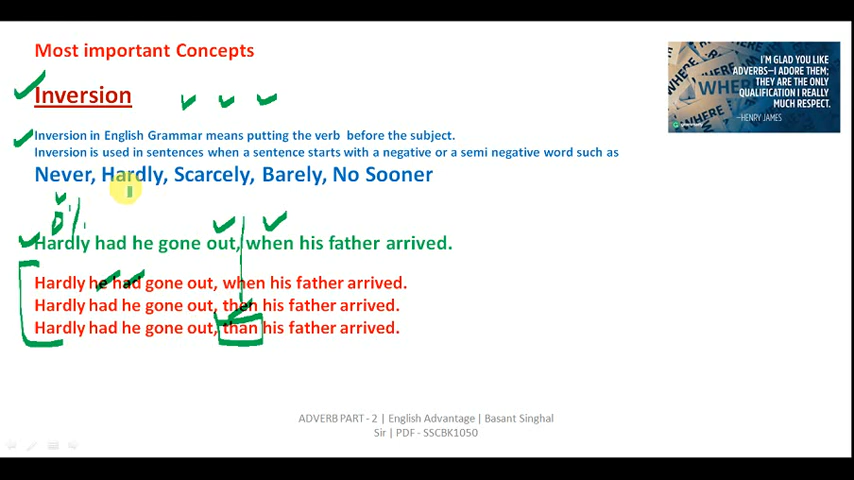 Most important Concepts
Inversion
Inversion in English Grammar means putting the verb before the subject.
Inversion is used in sentences when a sentence starts with a negative or a semi negative word such as
Never, Hardly, Scarcely, Barely, No Sooner
0%
Hardly had he gone out, when his father arrived.
Hardly he had gone out, when his father arrived.
Hardly had he gone out, then his father arrived.
Hardly had he gone out, than his father arrived.
I'M GLAD YOU LIKE
ADVERBS—I ADORE THEM;
THEY ARE THE ONLY
QUALIFICATION I REALLY
MUCH RESPECT.
—HENRY JAMES
WHERE
ADVERB PART - 2 | English Advantage | Basant Singhal
Sir | PDF - SSCBK1050